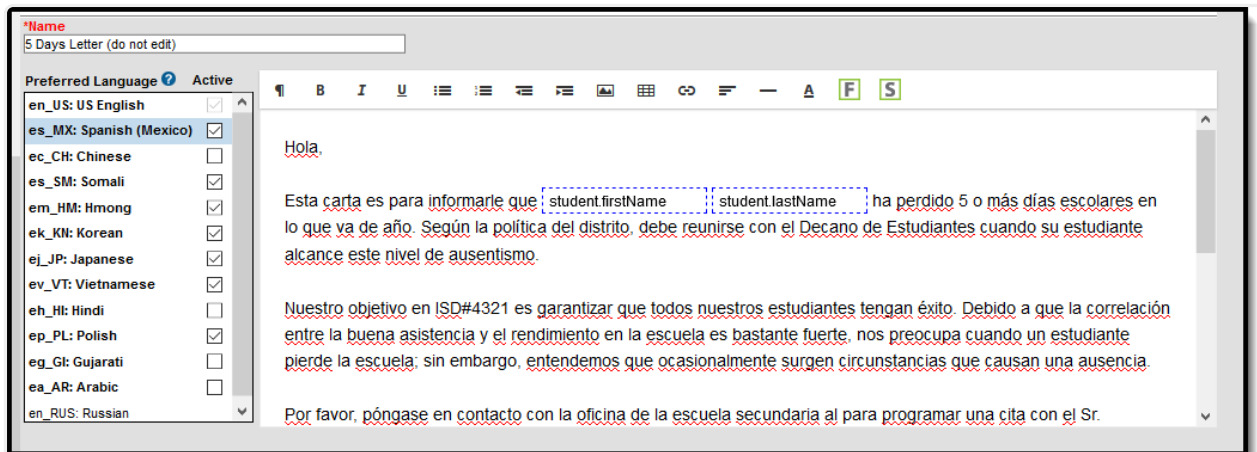 *Name
5 Days Letter (do not edit)
Preferred Language ? Active
en_US: US English
es_MX: Spanish (Mexico)
ec_CH: Chinese
es_SM: Somali
em_HM: Hmong
ek_KN: Korean
ej_JP: Japanese
ev_VT: Vietnamese
eh_HI: Hindi
ep_PL: Polish
eg_GI: Gujarati
ea_AR: Arabic
en_RUS: Russian
¶ B I U A F S
Hola,
Esta carta es para informarle que student.firstName student.lastName ha perdido 5 o más días escolares en
lo que va de año. Según la política del distrito, debe reunirse con el Decano de Estudiantes cuando su estudiante
alcance este nivel de ausentismo.
Nuestro objetivo en ISD#4321 es garantizar que todos nuestros estudiantes tengan éxito. Debido a que la correlación
entre la buena asistencia y el rendimiento en la escuela es bastante fuerte, nos preocupa cuando un estudiante
pierde la escuela; sin embargo, entendemos que ocasionalmente surgen circunstancias que causan una ausencia.
Por favor, póngase en contacto con la oficina de la escuela secundaria al para programar una cita con el Sr.